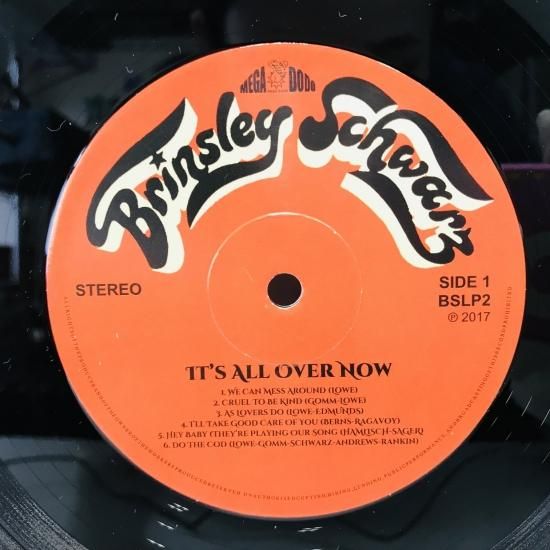 MEGA DODO
Brinsley Schwarz
STEREO
SIDE 1
BSLP2
℗ 2017
IT'S ALL OVER NOW
1. WE CAN MESS AROUND (LOWE)
2. CRUEL TO BE KIND (GOMM-LOWE)
3. AS LOVERS DO (LOWE-EDMUNDS)
4. I'LL TAKE GOOD CARE OF YOU (BERNS-RAGAVOY)
5. HEY BABY (THEY'RE PLAYING OUR SONG) (HAMLISCH-SAGER)
6. DO THE COD (LOWE-GOMM-SCHWARZ-ANDREWS-RANKIN)